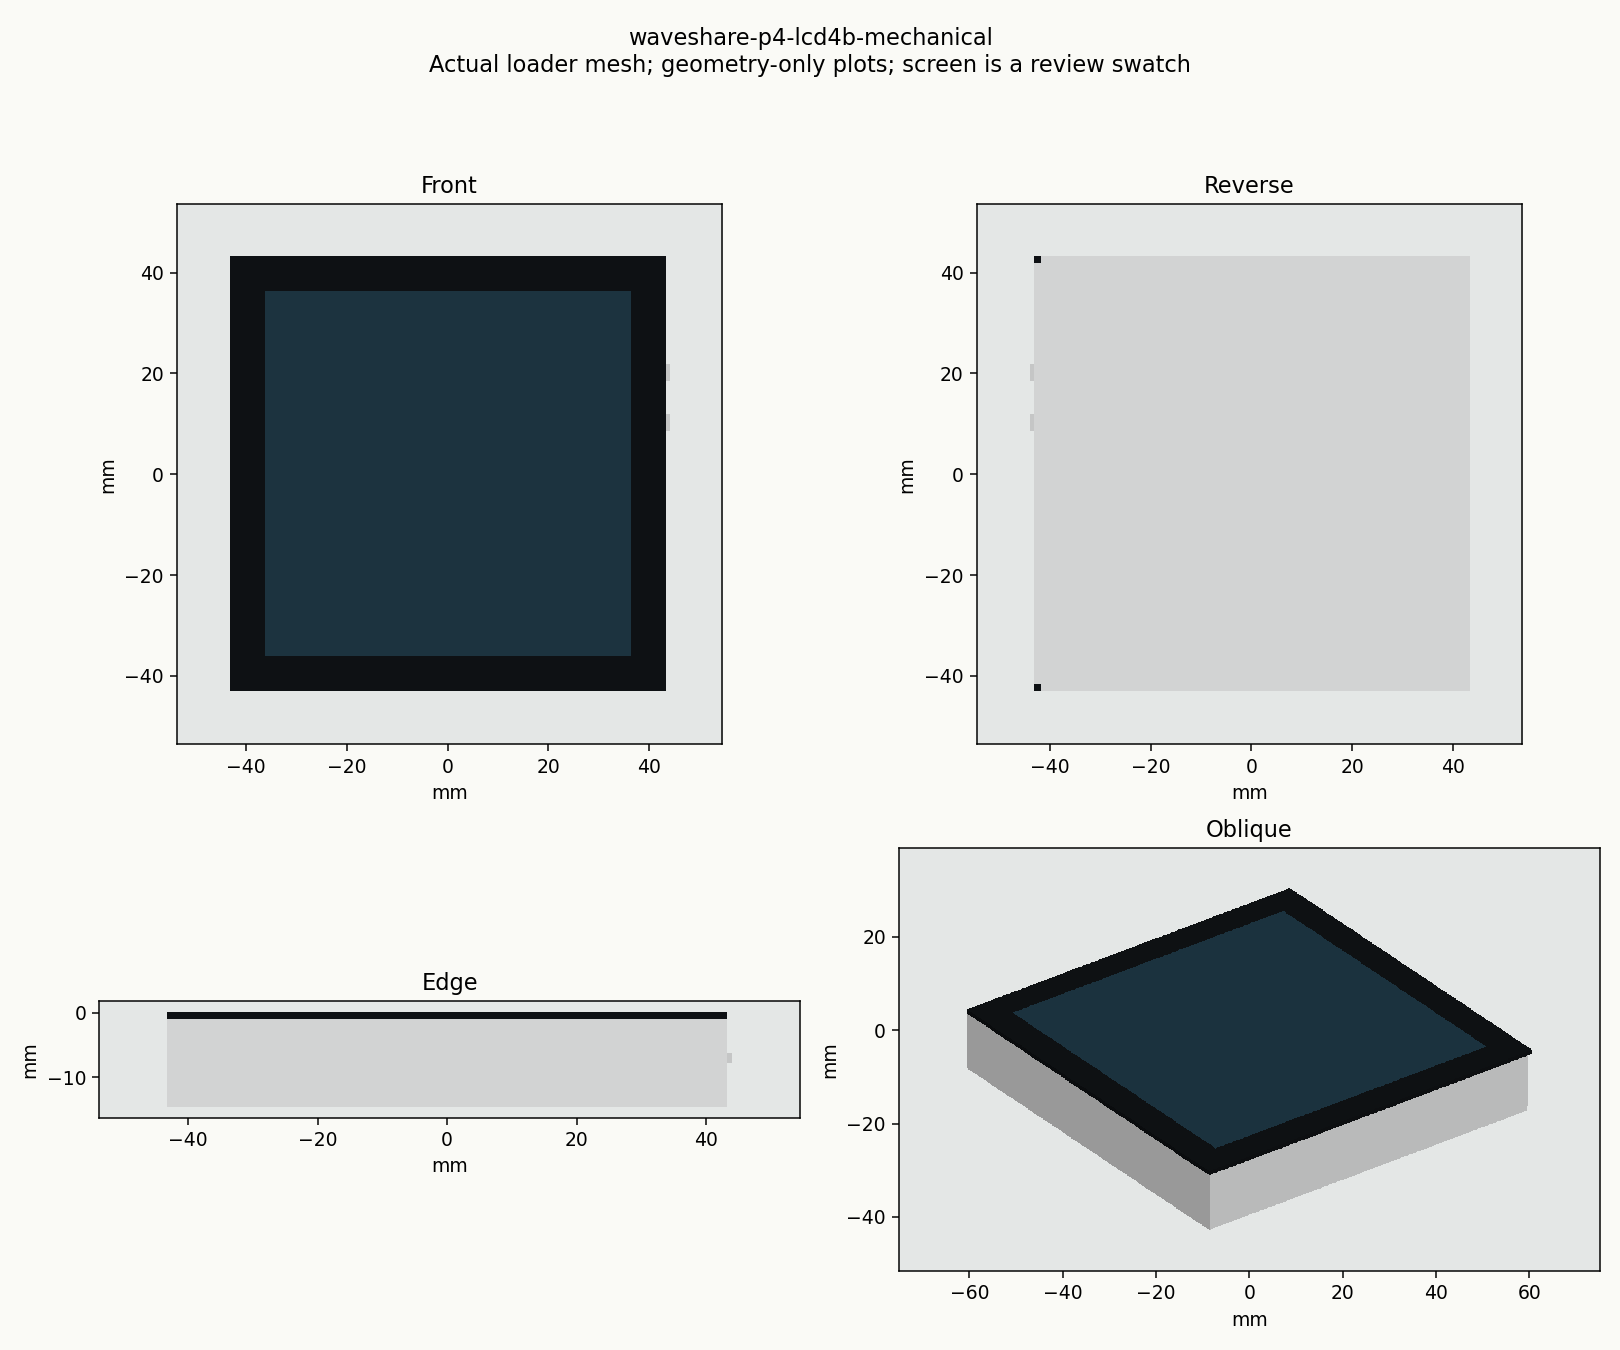 waveshare-p4-lcd4b-mechanical
Actual loader mesh; geometry-only plots; screen is a review swatch
Front
40
20
0
−20
−40
mm
−40 −20 0 20 40
mm
Reverse
40
20
0
−20
−40
mm
−40 −20 0 20 40
mm
Edge
0
−10
mm
−40 −20 0 20 40
mm
Oblique
20
0
−20
−40
mm
−60 −40 −20 0 20 40 60
mm